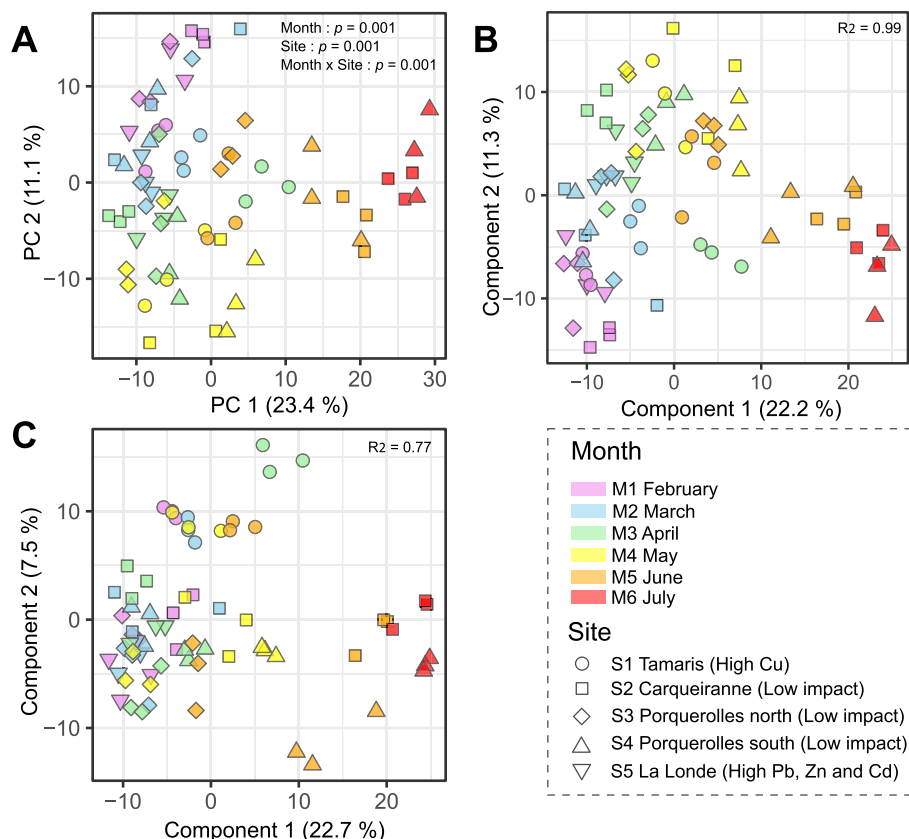 A
Month : p = 0.001
Site : p = 0.001
Month x Site : p = 0.001
10
0
−10
PC 2 (11.1 %)
−10
0
10
20
30
PC 1 (23.4 %)
B
R2 = 0.99
10
0
−10
Component 2 (11.3 %)
−10
0
10
20
Component 1 (22.2 %)
C
R2 = 0.77
10
0
−10
Component 2 (7.5 %)
−10
0
10
20
Component 1 (22.7 %)
Month
M1 February
M2 March
M3 April
M4 May
M5 June
M6 July
Site
S1 Tamaris (High Cu)
S2 Carqueiranne (Low impact)
S3 Porquerolles north (Low impact)
S4 Porquerolles south (Low impact)
S5 La Londe (High Pb, Zn and Cd)